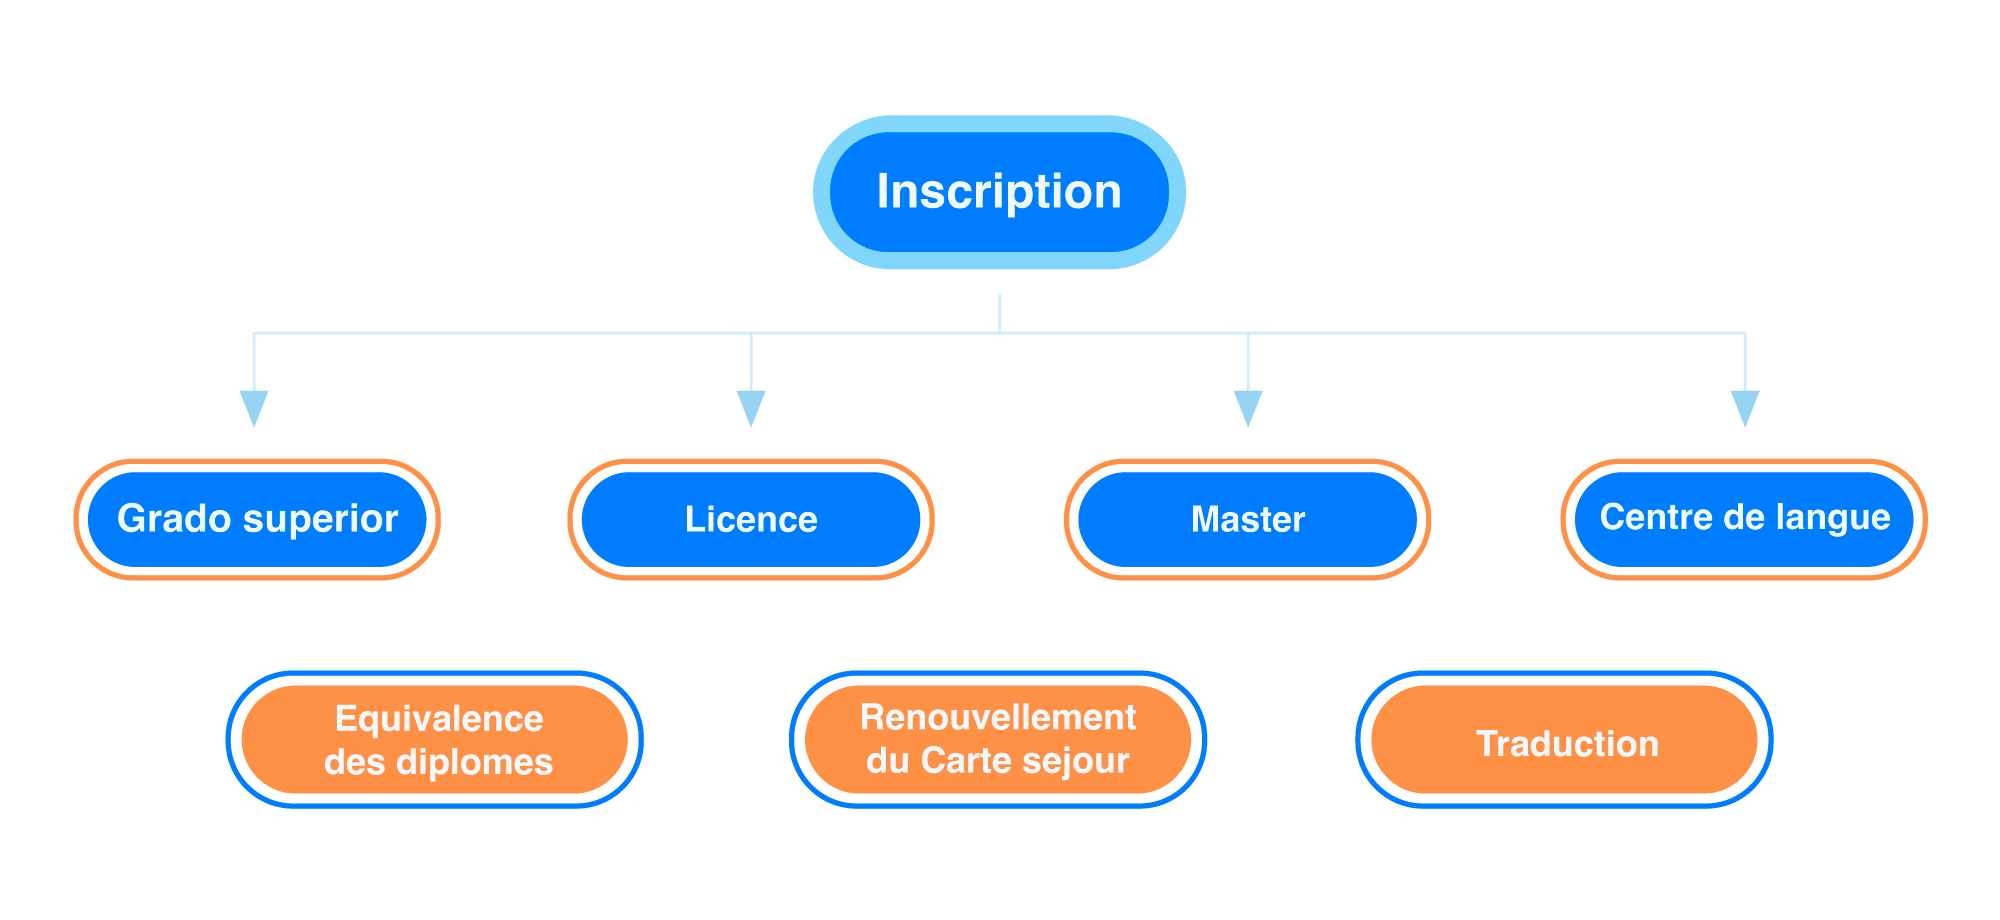 Inscription
Grado superior
Licence
Master
Centre de langue
Equivalence
des diplomes
Renouvellement
du Carte sejour
Traduction